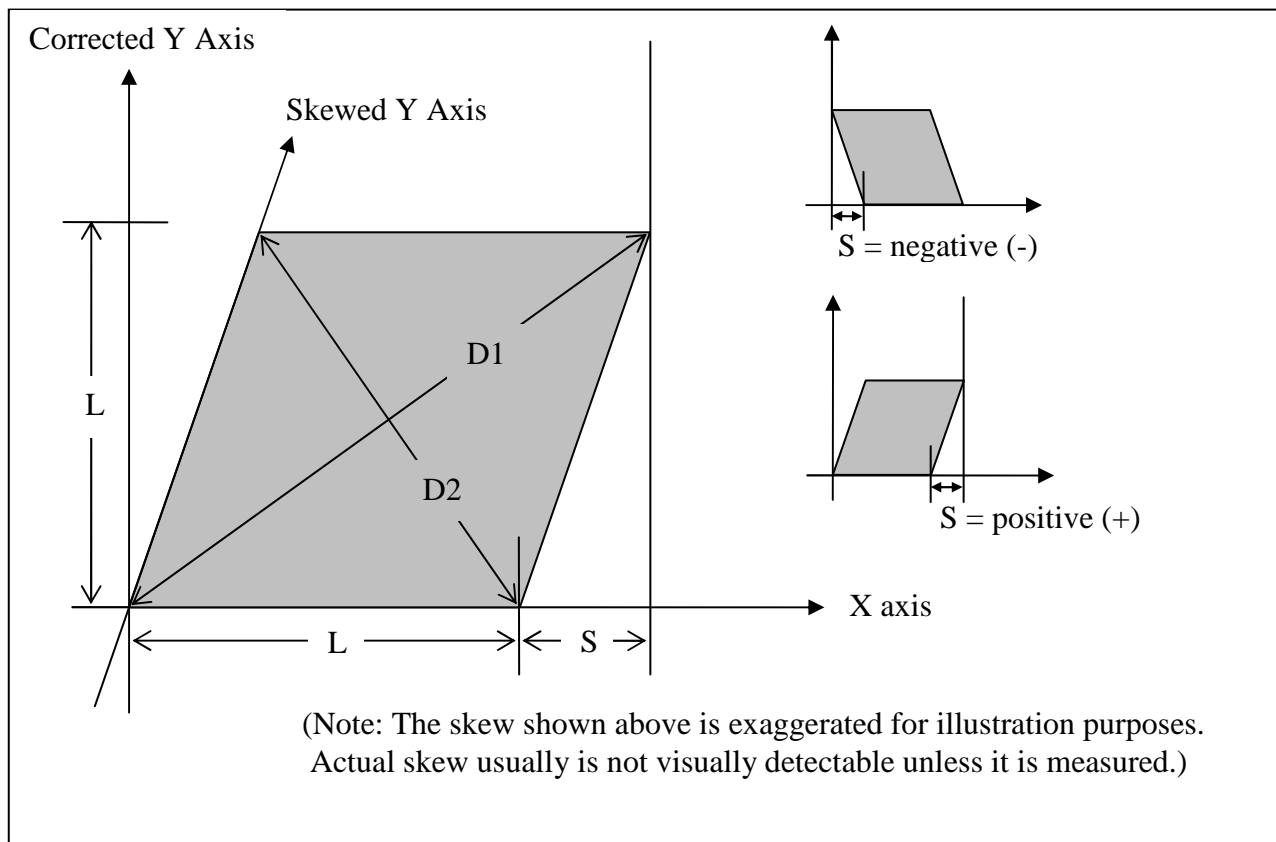 Corrected Y Axis
Skewed Y Axis
S = negative (-)
D1
L
D2
S = positive (+)
X axis
L
S
(Note: The skew shown above is exaggerated for illustration purposes.
Actual skew usually is not visually detectable unless it is measured.)